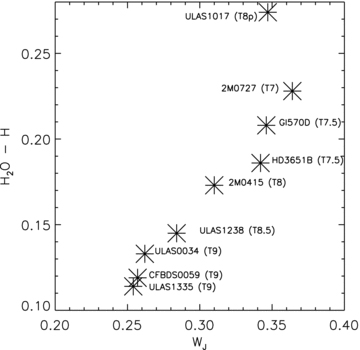 ULAS1017 (T8p)
0.25
2M0727 (T7)
Gl570D (T7.5)
0.20
H₂O – H
HD3651B (T7.5)
2M0415 (T8)
ULAS1238 (T8.5)
0.15
ULAS0034 (T9)
CFBDS0059 (T9)
ULAS1335 (T9)
0.10
0.20 0.25 0.30 0.35 0.40
W_J